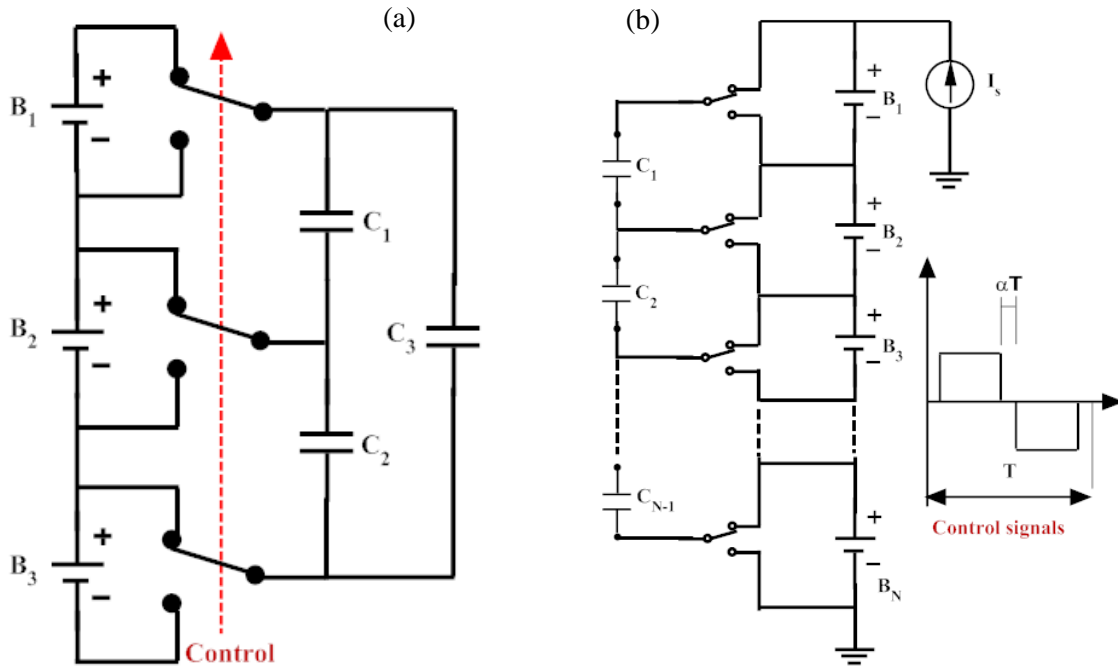 (a)
+
B1
−
C1
+
B2
−
C3
C2
+
B3
−
Control
(b)
+
B1
−
Is
C1
+
B2
−
C2
αT
+
B3
−
T
CN-1
Control signals
+
−
BN